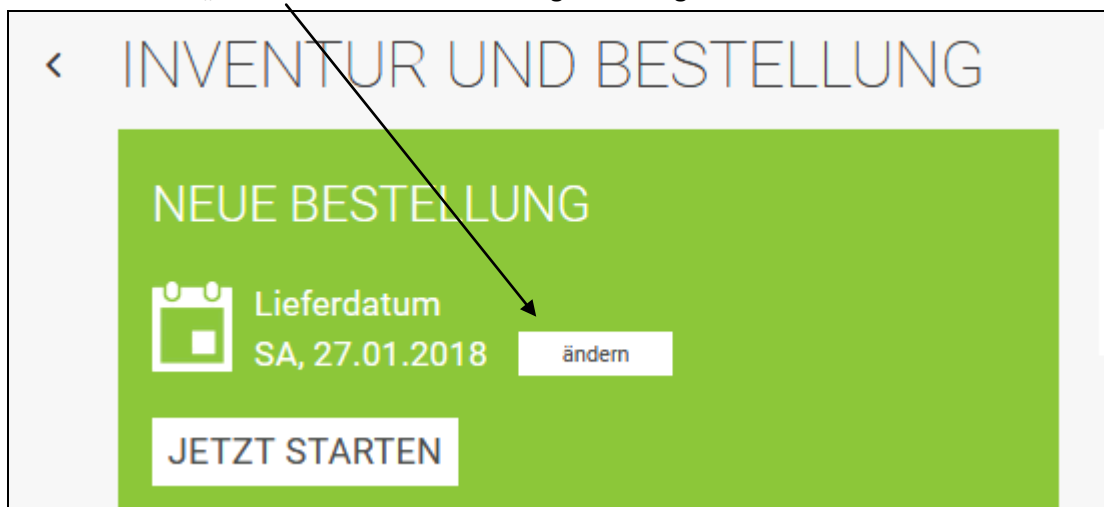 INVENTUR UND BESTELLUNG
NEUE BESTELLUNG
Lieferdatum
SA, 27.01.2018 ändern
JETZT STARTEN